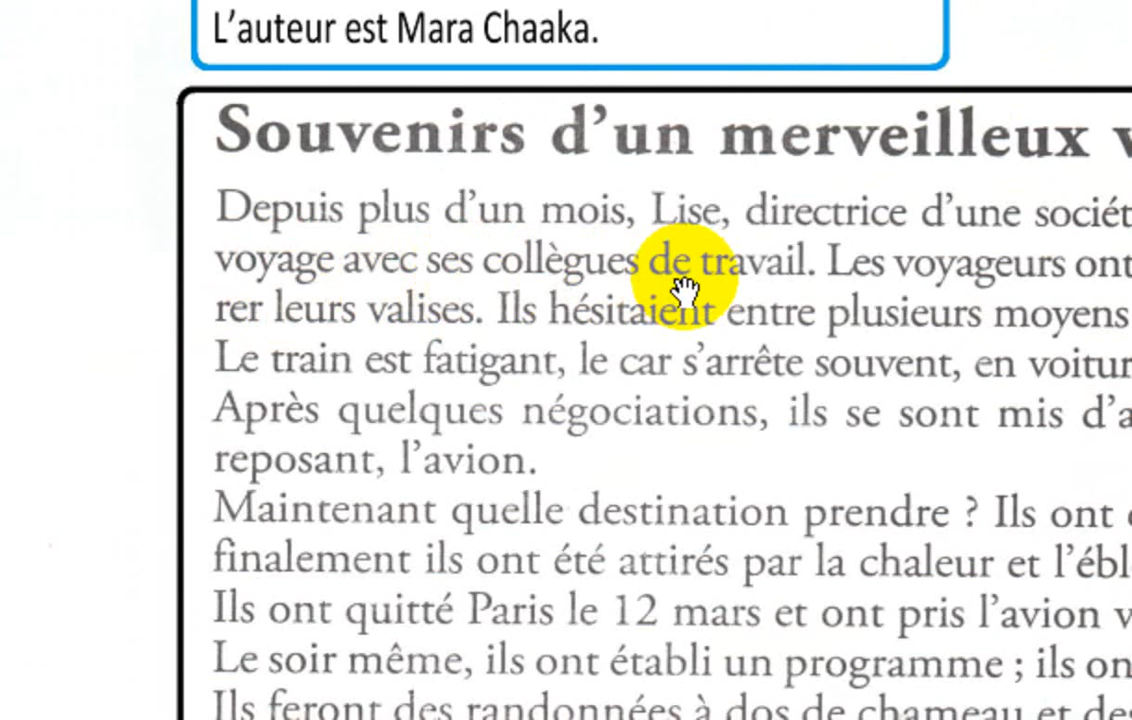 L'auteur est Mara Chaaka.
Souvenirs d'un merveilleux
Depuis plus d'un mois, Lise, directrice d'une sociét
voyage avec ses collègues de travail. Les voyageurs ont
rer leurs valises. Ils hésitaient entre plusieurs moyens
Le train est fatigant, le car s'arrête souvent, en voitur
Après quelques négociations, ils se sont mis d'a
reposant, l'avion.
Maintenant quelle destination prendre ? Ils ont
finalement ils ont été attirés par la chaleur et l'ébl
Ils ont quitté Paris le 12 mars et ont pris l'avion v
Le soir même, ils ont établi un programme ; ils on
Ils feront des randonnées à dos de chameau et de